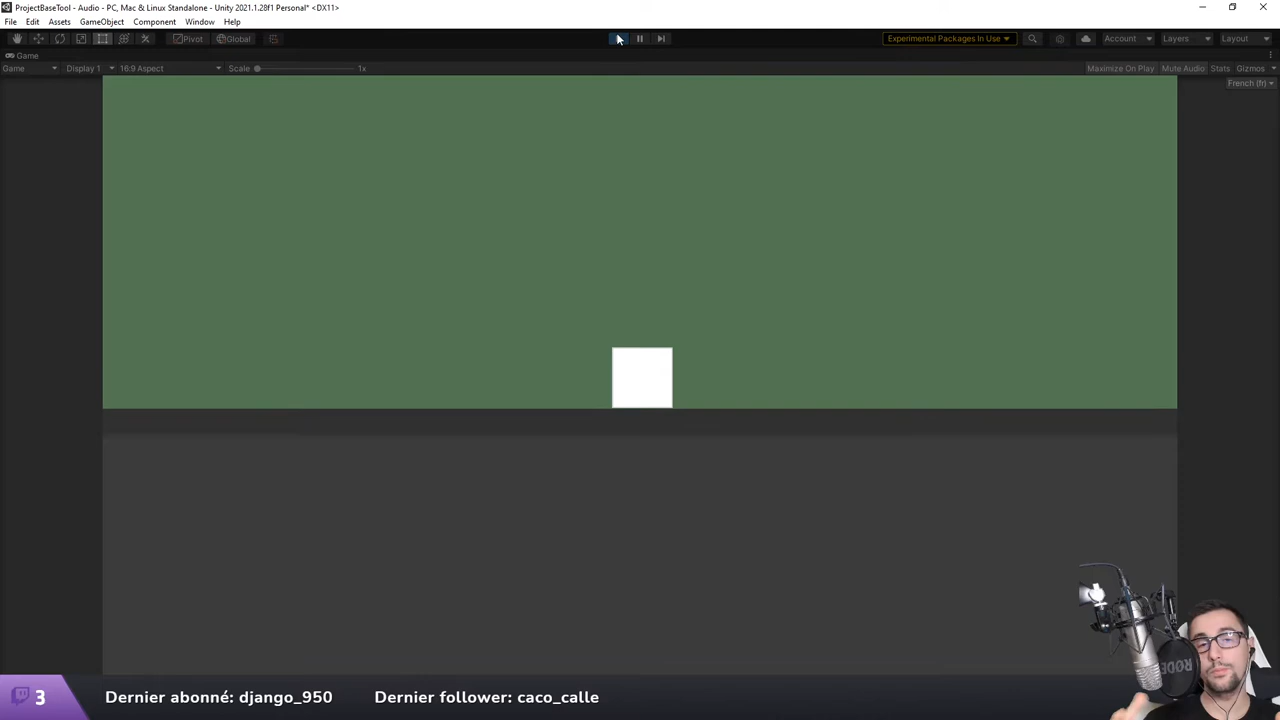 ProjectBaseTool - Audio - PC, Mac & Linux Standalone - Unity 2021.1.28f1 Personal* <DX11>
File Edit Assets GameObject Component Window Help
Pivot Global Experimental Packages In Use Account Layers Layout
Game
Game Display 1 16:9 Aspect Scale 1x Maximize On Play Mute Audio Stats Gizmos
French (fr)
RODE
3 Dernier abonné: django_950 Dernier follower: caco_calle